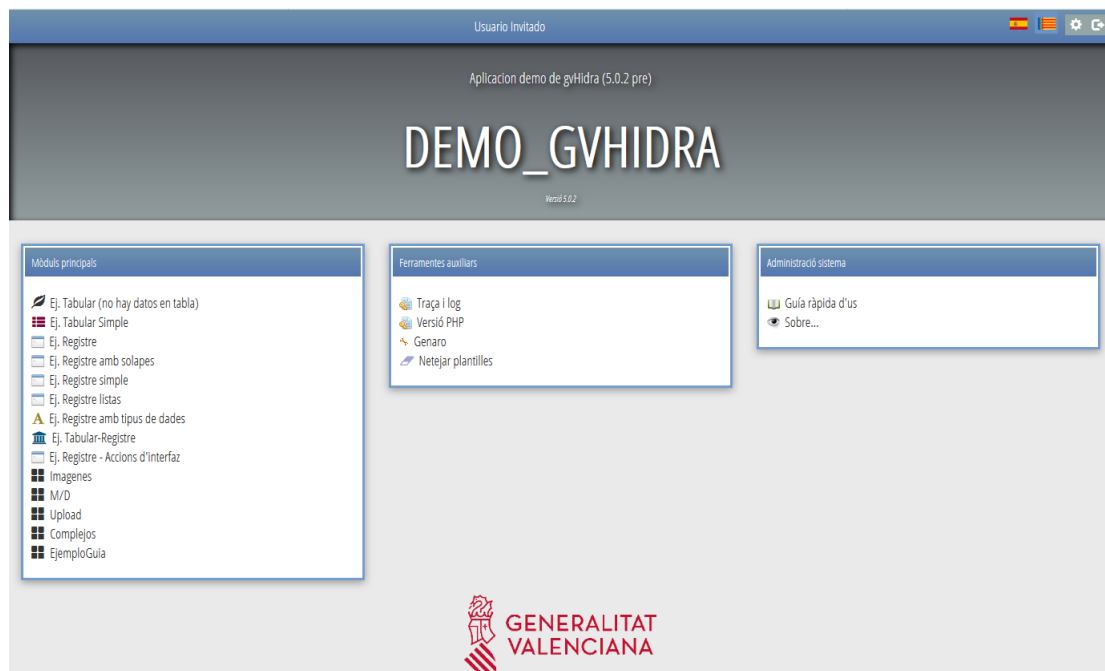 Usuario Invitado
Aplicacion demo de gvHidra (5.0.2 pre)
DEMO_GVHIDRA
Versió 5.0.2
Mòduls principals
Ej. Tabular (no hay datos en tabla)
Ej. Tabular Simple
Ej. Registre
Ej. Registre amb solapes
Ej. Registre simple
Ej. Registre listas
Ej. Registre amb tipus de dades
Ej. Tabular-Registre
Ej. Registre - Accions d'interfaz
Imagenes
M/D
Upload
Complejos
EjemploGuia
Ferramentes auxiliars
Traça i log
Versió PHP
Genaro
Netejar plantilles
Administració sistema
Guía ràpida d'us
Sobre...
GENERALITAT
VALENCIANA